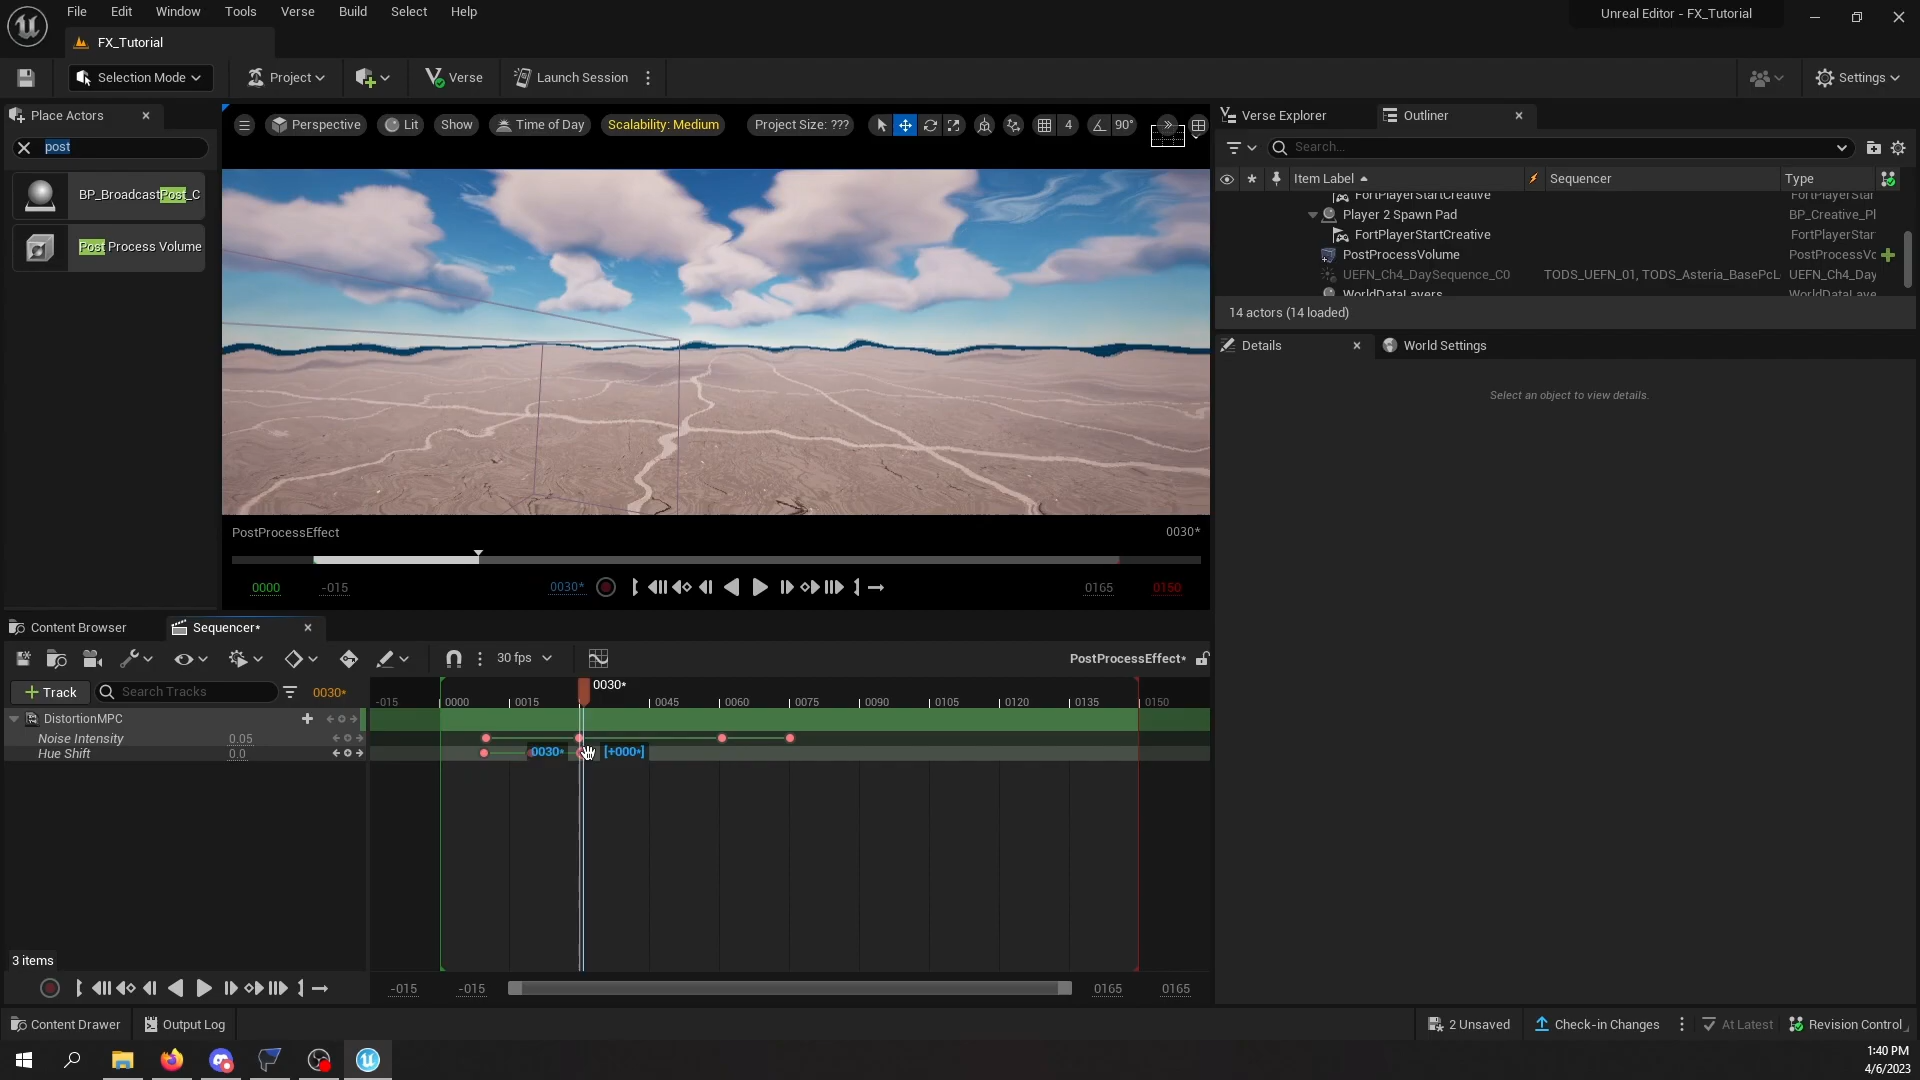 File Edit Window Tools Verse Build Select Help
Unreal Editor - FX_Tutorial
FX_Tutorial
Selection Mode
Project
Verse
Launch Session
Settings
Place Actors
post
BP_BroadcastPost_C
Post Process Volume
Perspective
Lit
Show
Time of Day
Scalability: Medium
Project Size: ???
4
90°
Verse Explorer
Outliner
Search...
Item Label
Sequencer
Type
FortPlayerStartCreative
FortPlayerStar
Player 2 Spawn Pad
BP_Creative_Pl
FortPlayerStartCreative
FortPlayerStar
PostProcessVolume
PostProcessVc
UEFN_Ch4_DaySequence_C0
TODS_UEFN_01, TODS_Asteria_BasePcL
UEFN_Ch4_Day
WorldDataLayers
WorldDataLaye
14 actors (14 loaded)
Details
World Settings
Select an object to view details.
PostProcessEffect
0030*
0000
-015
0030*
0165
0150
Content Browser
Sequencer*
30 fps
PostProcessEffect*
Track
Search Tracks
0030*
0030*
-015
0000
0015
0045
0060
0075
0090
0105
0120
0135
0150
DistortionMPC
Noise Intensity
0.05
Hue Shift
0.0
0030*
[+000*]
3 items
-015
-015
0165
0165
Content Drawer
Output Log
2 Unsaved
Check-in Changes
At Latest
Revision Control
1:40 PM
4/6/2023